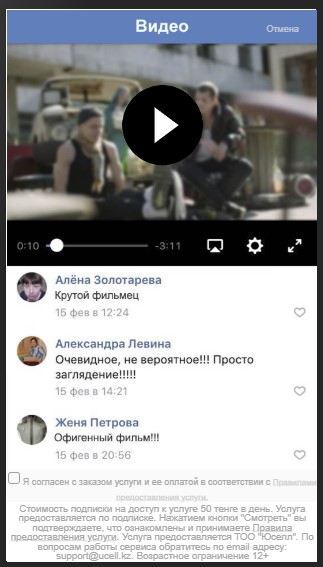 Видео
Отмена
0:10
-3:11
Алёна Золотарева
Крутой фильмец
15 фев в 12:24
Александра Левина
Очевидное, не вероятное!!! Просто
заглядение!!!!!
15 фев в 14:21
Женя Петрова
Офигенный фильм!!!
15 фев в 20:56
Я согласен с заказом услуги и ее оплатой в соответствии с Правилами
предоставления услуги.
Стоимость подписки на доступ к услуге 50 тенге в день. Услуга
предоставляется по подписке. Нажатием кнопки "Смотреть" вы
подтверждаете, что ознакомлены и принимаете Правила
предоставления услуги. Услуга предоставляется ТОО "Юселл". По
вопросам работы сервиса обратитесь по email адресу:
support@ucell.kz. Возрастное ограничение 12+